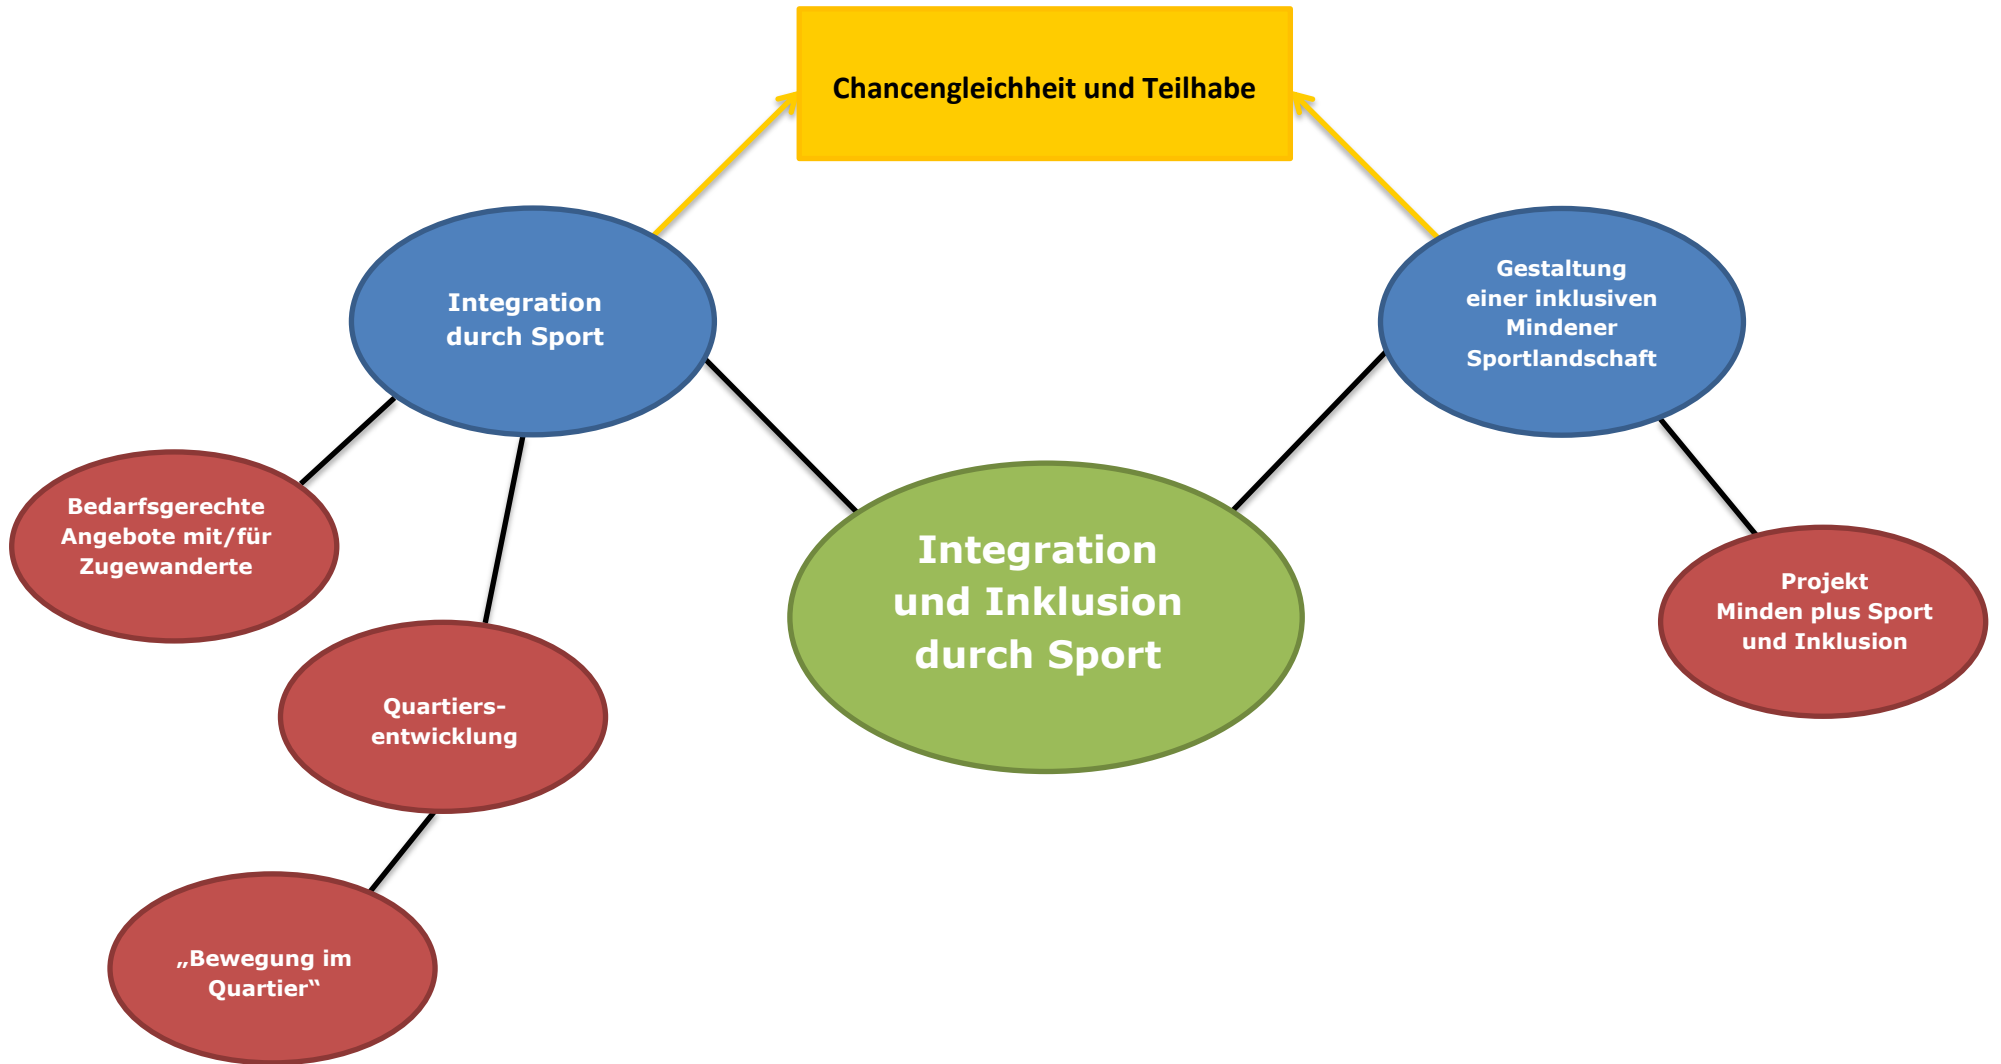 Chancengleichheit und Teilhabe
Integration
durch Sport
Gestaltung
einer inklusiven
Mindener
Sportlandschaft
Bedarfsgerechte
Angebote mit/für
Zugewanderte
Integration
und Inklusion
durch Sport
Projekt
Minden plus Sport
und Inklusion
Quartiers-
entwicklung
„Bewegung im
Quartier“